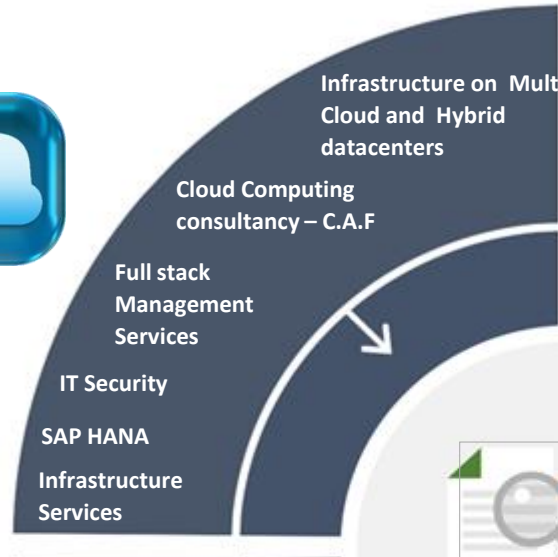 Infrastructure on Mult
Cloud and Hybrid
datacenters
Cloud Computing
consultancy – C.A.F
Full stack
Management
Services
IT Security
SAP HANA
Infrastructure
Services